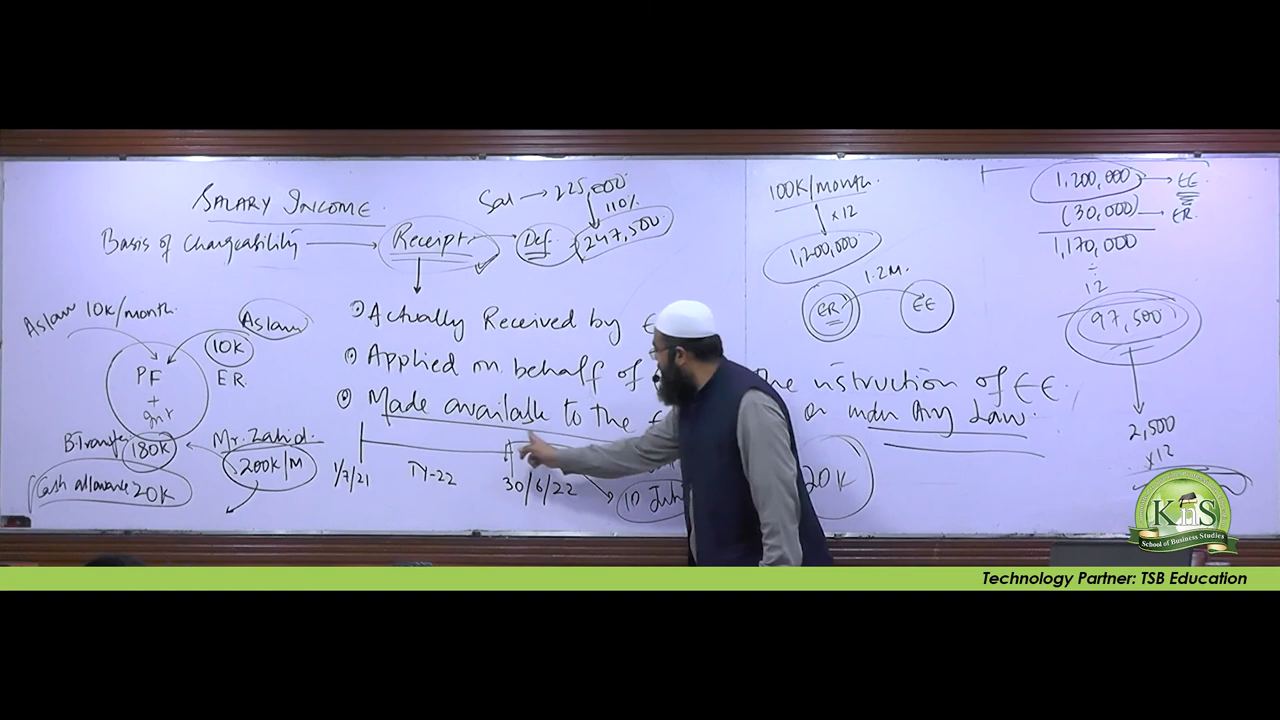 SALARY INCOME
Basis of Chargeability
Receipt
Def.
Sal → 225,000
110%
247,500
Actually Received by
Applied on behalf of
the instruction of EE.
Made available to the
or under Any Law.
Aslam 10K/month.
Aslam
10K
ER.
PF
+
B.Transfer 180K
Mr. Zahid.
200K/M
Cash allowance 20K
1/7/21
TY-22
30/6/22
10
20K
100K/month.
x12
1,200,000
ER
1.2M.
EE
1,200,000 → EE
(30,000) → ER.
1,170,000
÷
12
97,500
2,500
x12
KnS
School of Business Studies
Technology Partner: TSB Education